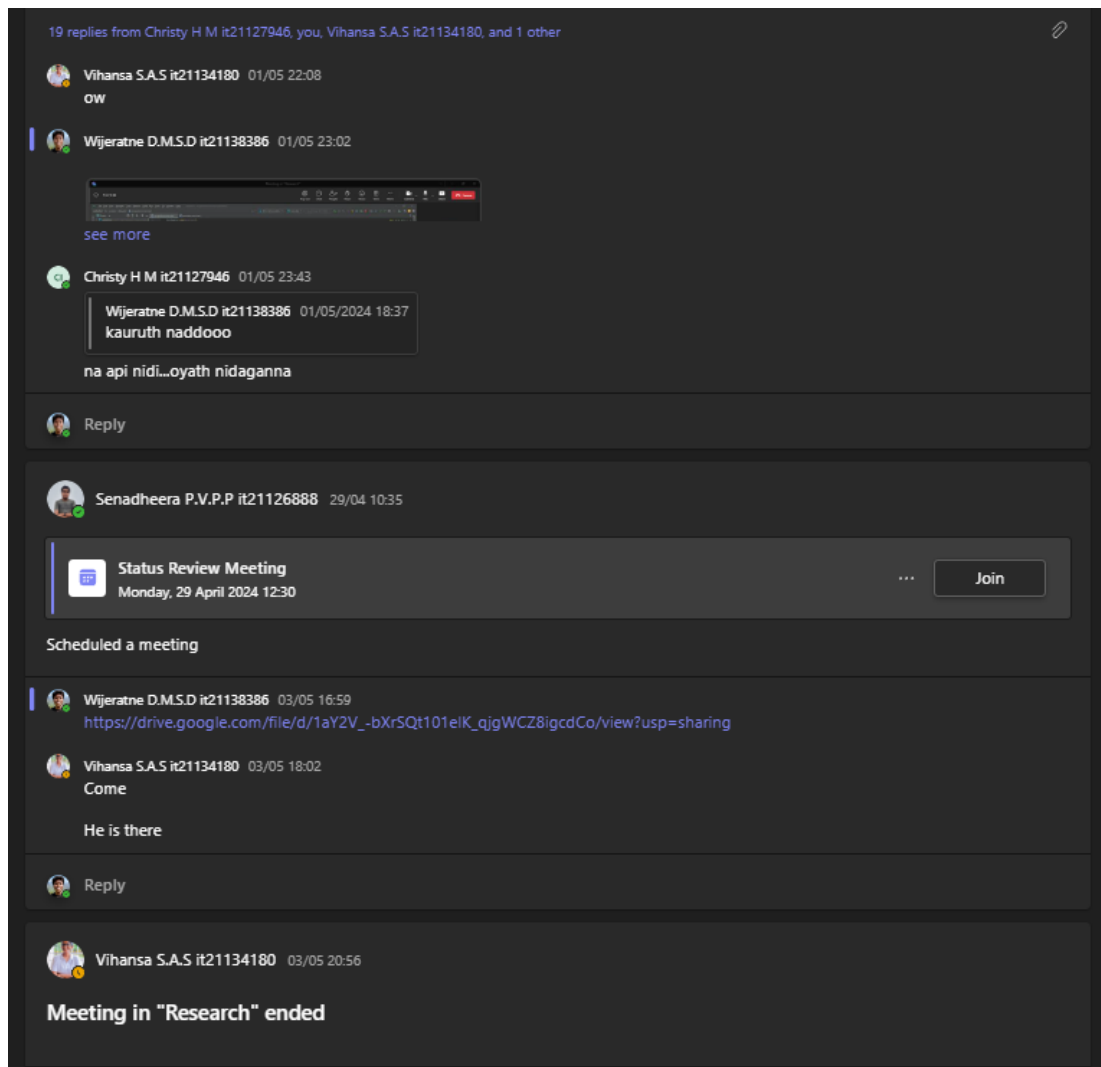 19 replies from Christy H M it21127946, you, Vihansa S.A.S it21134180, and 1 other
Vihansa S.A.S it21134180 01/05 22:08
ow
Wijeratne D.M.S.D it21138386 01/05 23:02
see more
CI
Christy H M it21127946 01/05 23:43
Wijeratne D.M.S.D it21138386 01/05/2024 18:37
kauruth naddooo
na api nidi...oyath nidaganna
Reply
Senadheera P.V.P.P it21126888 29/04 10:35
Status Review Meeting
Monday, 29 April 2024 12:30
... Join
Scheduled a meeting
Wijeratne D.M.S.D it21138386 03/05 16:59
https://drive.google.com/file/d/1aY2V_-bXrSQt101elK_qjgWCZ8igcdCo/view?usp=sharing
Vihansa S.A.S it21134180 03/05 18:02
Come
He is there
Reply
Vihansa S.A.S it21134180 03/05 20:56
Meeting in "Research" ended